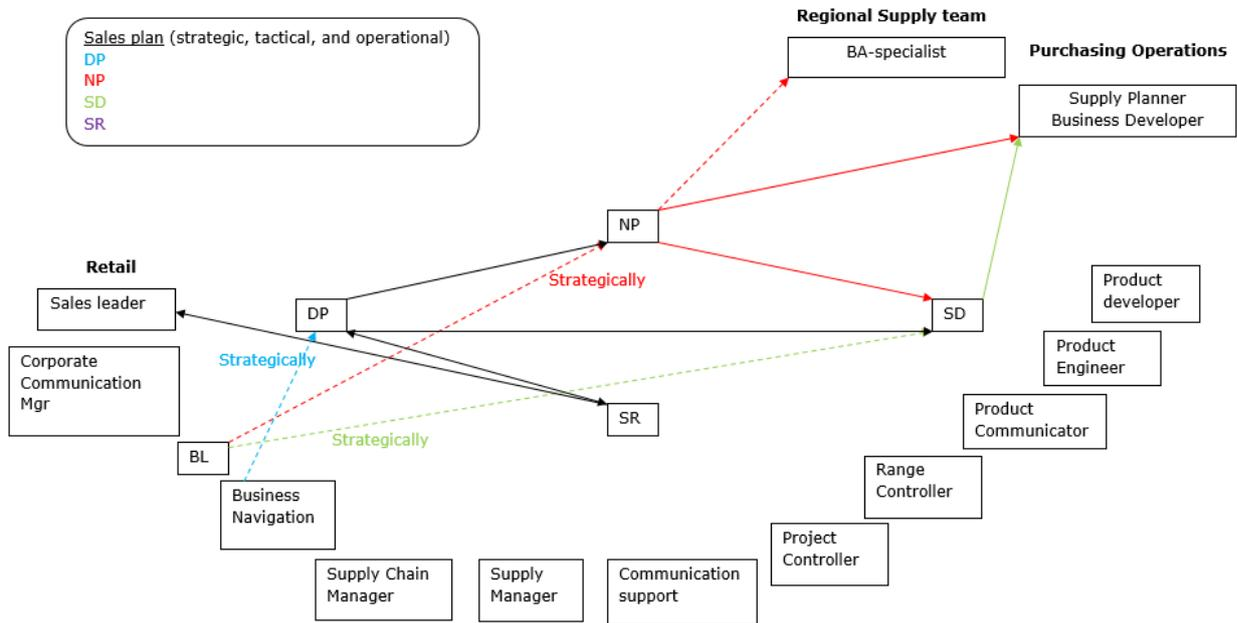 Regional Supply team
Sales plan (strategic, tactical, and operational)
DP
NP
SD
SR
BA-specialist
Purchasing Operations
Supply Planner
Business Developer
NP
Retail
Strategically
Sales leader
DP
SD
Product
developer
Corporate
Communication
Mgr
Strategically
Product
Engineer
SR
Product
Communicator
Strategically
BL
Range
Controller
Business
Navigation
Project
Controller
Supply Chain
Manager
Supply
Manager
Communication
support